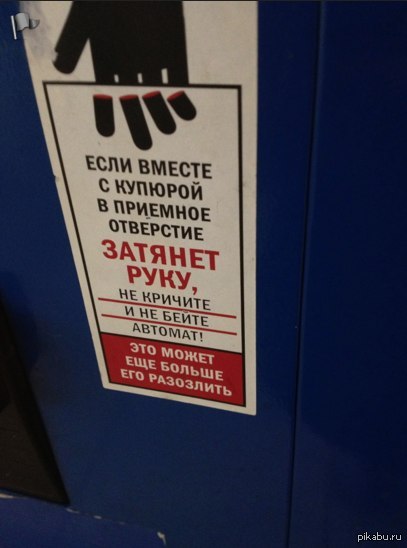 ЕСЛИ ВМЕСТЕ
С КУПЮРОЙ
В ПРИЕМНОЕ
ОТВЕРСТИЕ
ЗАТЯНЕТ
РУКУ,
НЕ КРИЧИТЕ
И НЕ БЕЙТЕ
АВТОМАТ!
ЭТО МОЖЕТ
ЕЩЕ БОЛЬШЕ
ЕГО РАЗОЗЛИТЬ
pikabu.ru